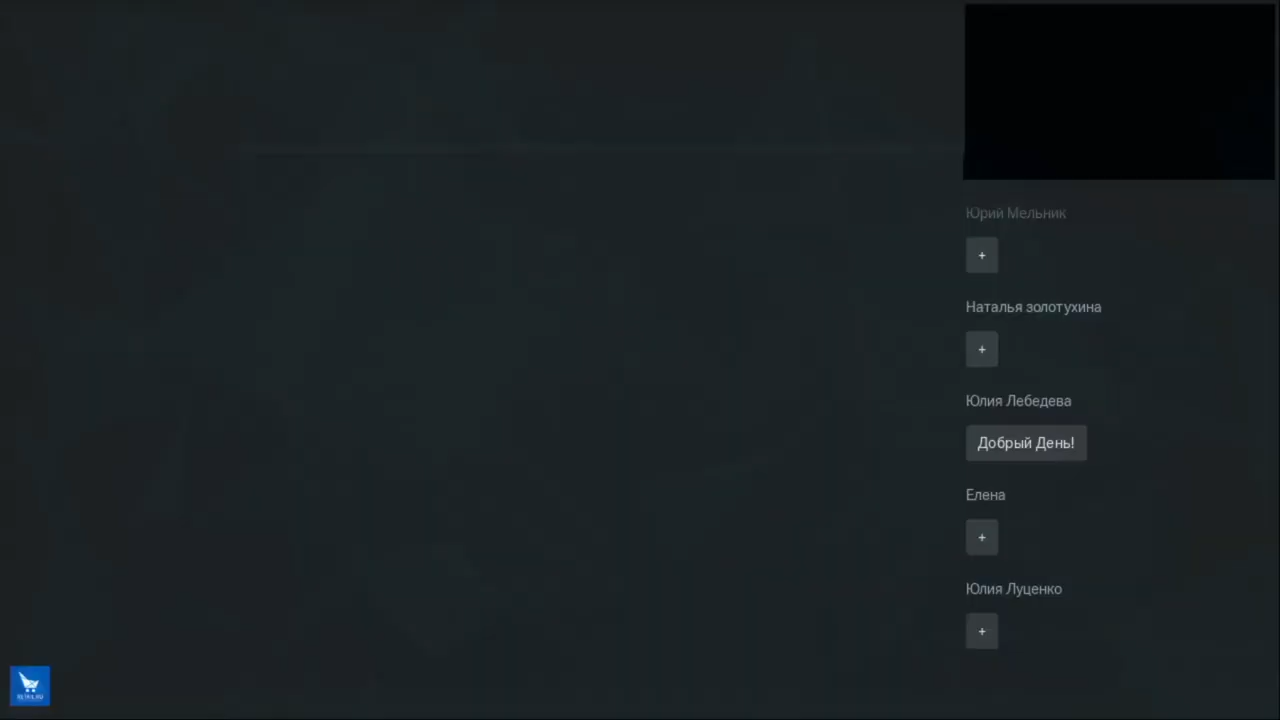 Юрий Мельник
+
Наталья золотухина
+
Юлия Лебедева
Добрый День!
Елена
+
Юлия Луценко
+